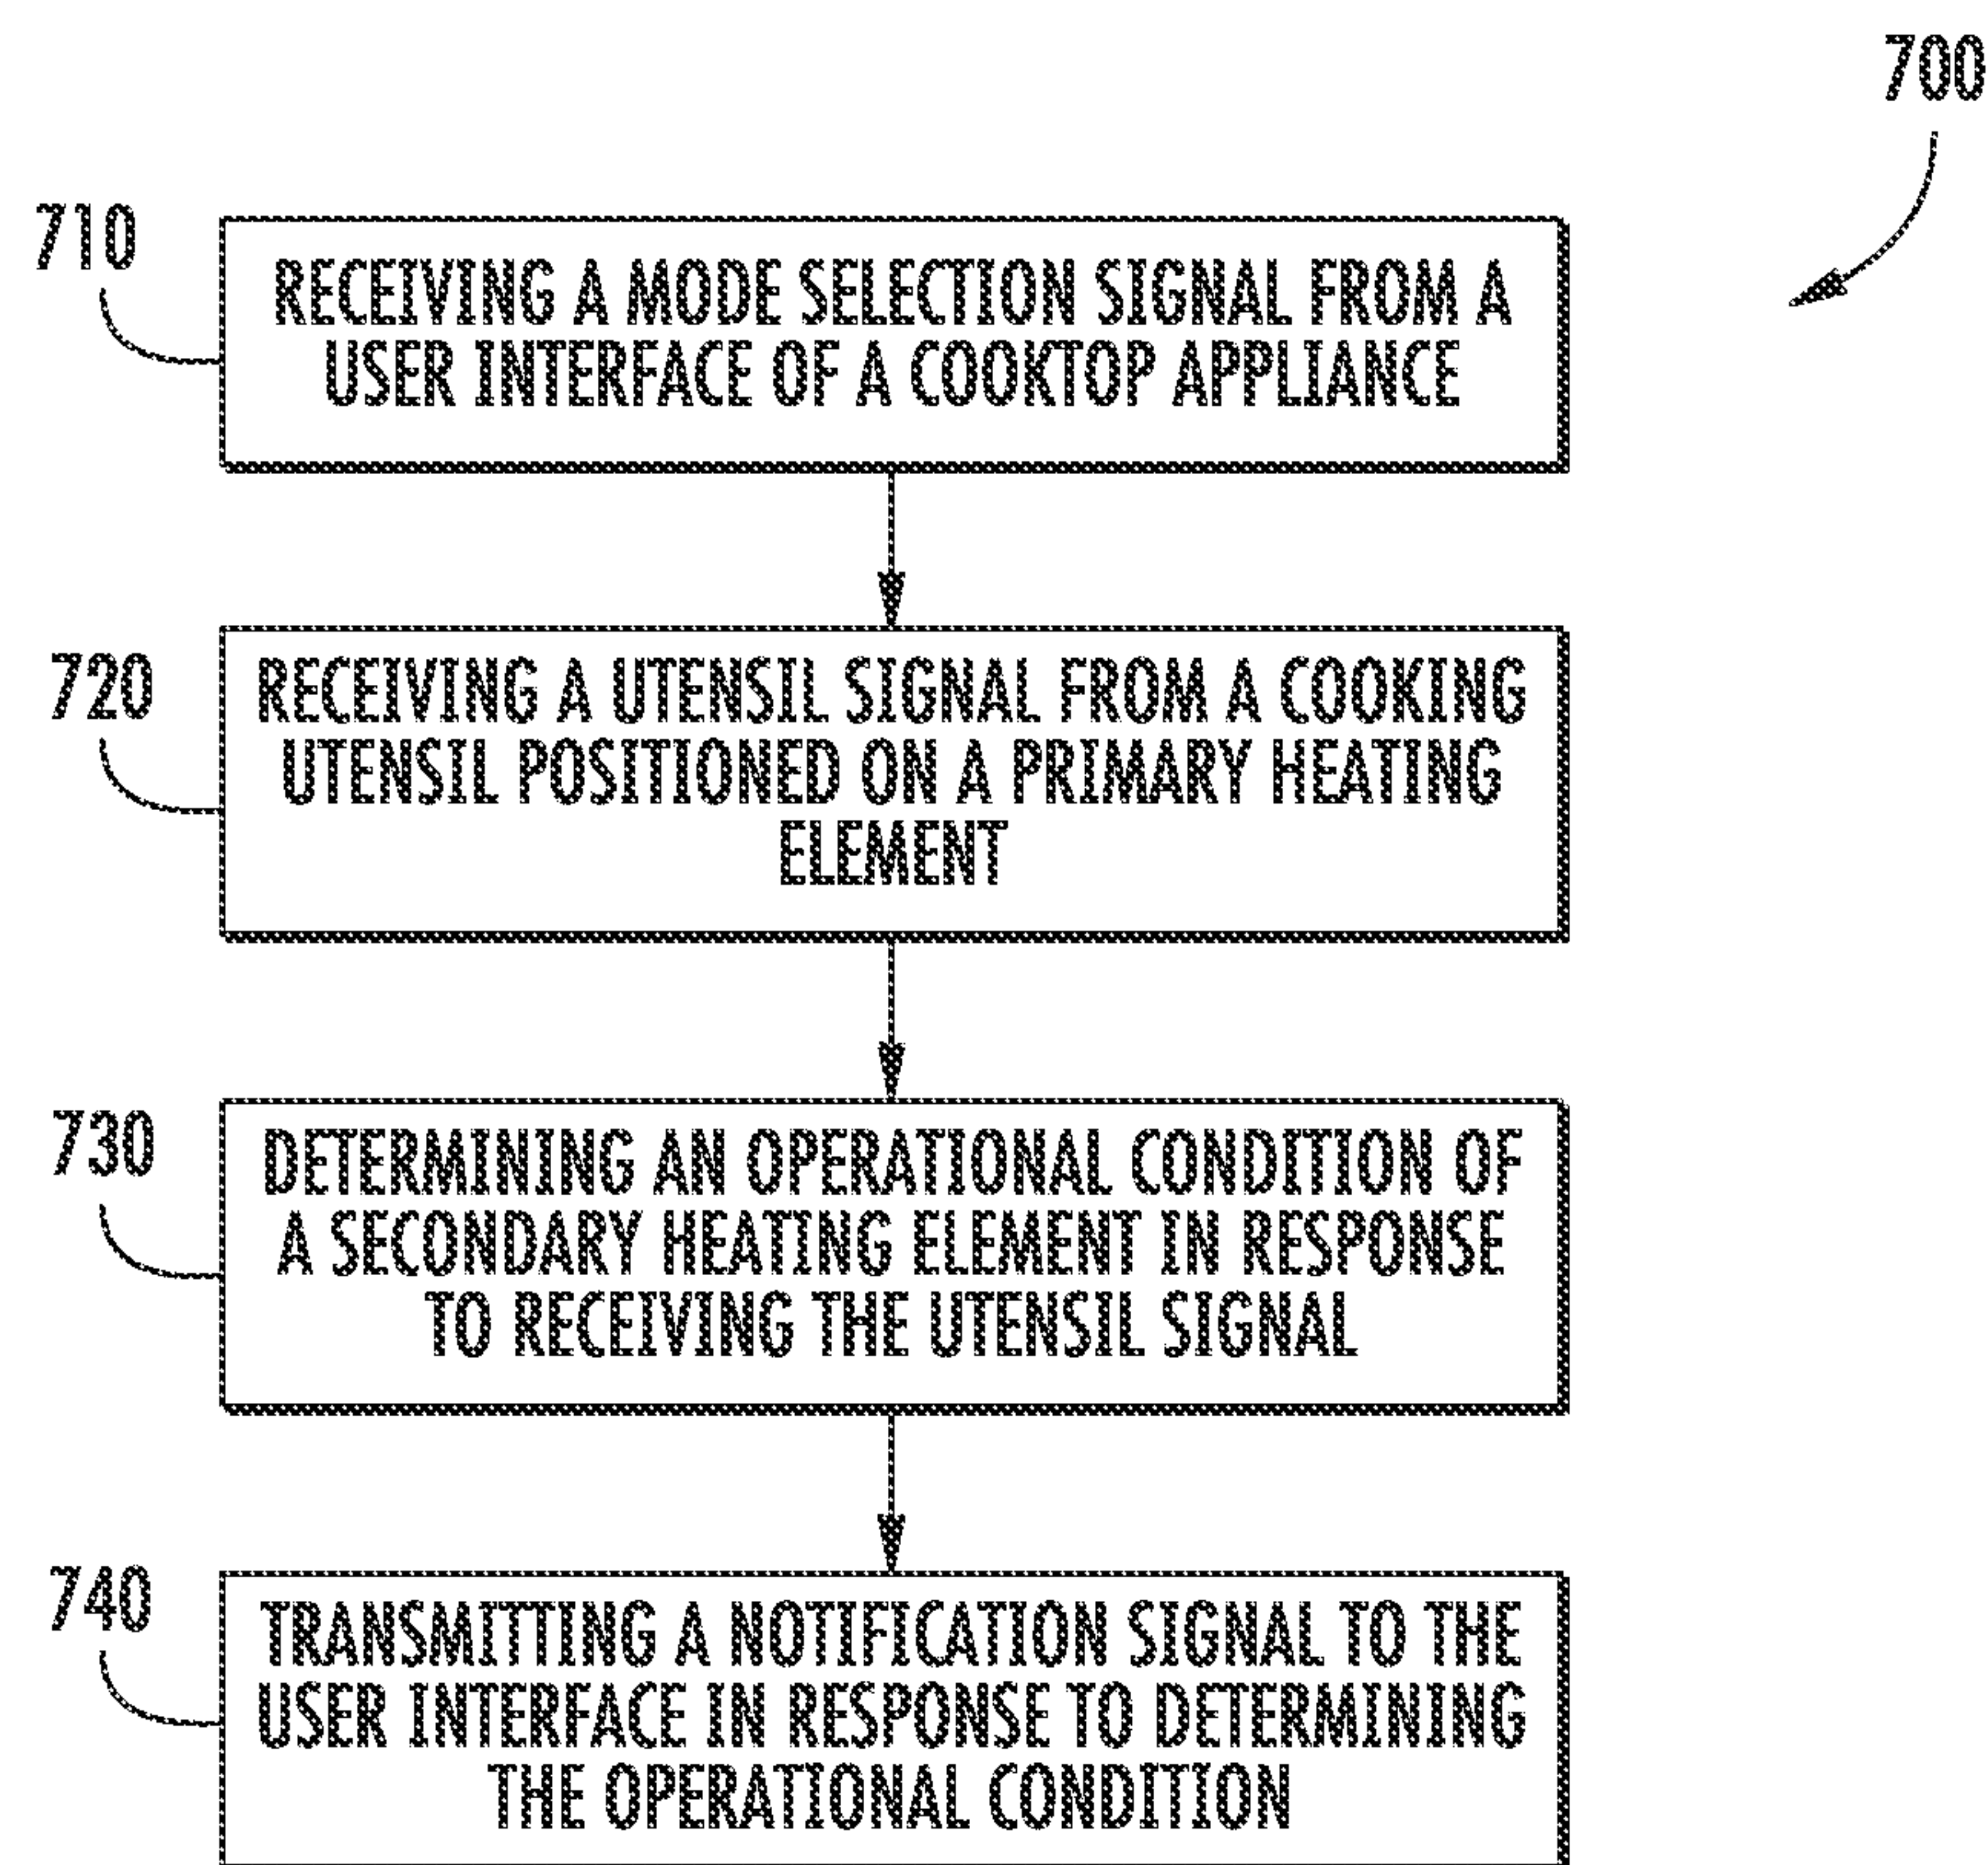 700
710
RECEIVING A MODE SELECTION SIGNAL FROM A
USER INTERFACE OF A COOKTOP APPLIANCE
720
RECEIVING A UTENSIL SIGNAL FROM A COOKING
UTENSIL POSITIONED ON A PRIMARY HEATING
ELEMENT
730
DETERMINING AN OPERATIONAL CONDITION OF
A SECONDARY HEATING ELEMENT IN RESPONSE
TO RECEIVING THE UTENSIL SIGNAL
740
TRANSMITTING A NOTIFICATION SIGNAL TO THE
USER INTERFACE IN RESPONSE TO DETERMINING
THE OPERATIONAL CONDITION